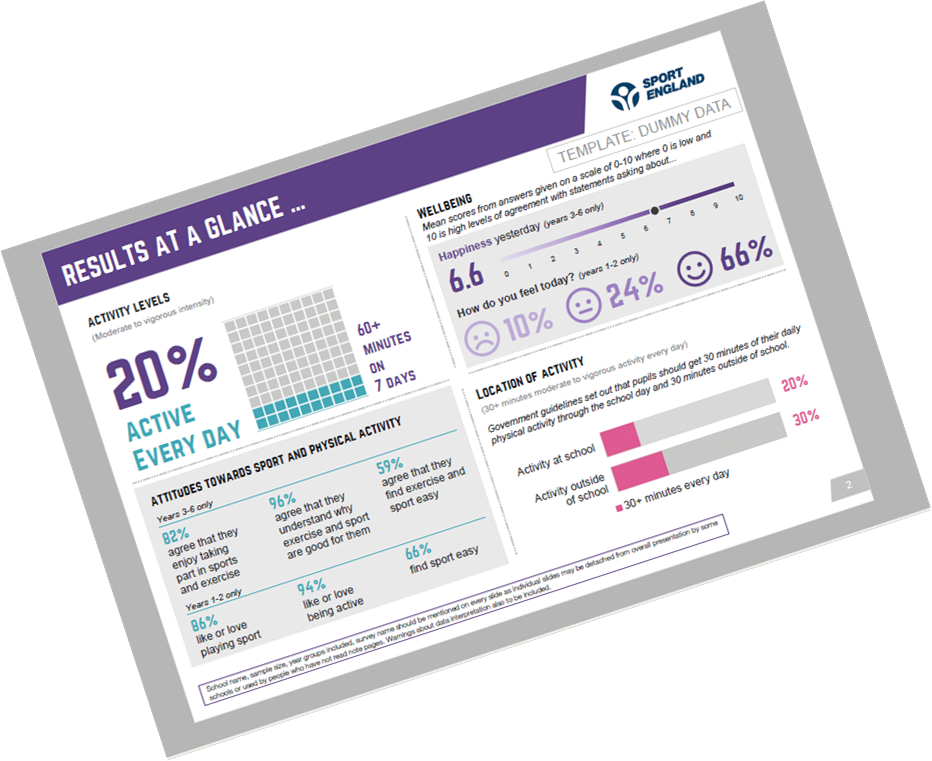 SPORT
ENGLAND
TEMPLATE: DUMMY DATA
RESULTS AT A GLANCE ...
ACTIVITY LEVELS
(Moderate to vigorous intensity)
20%
ACTIVE
EVERY DAY
60+
MINUTES
ON
7 DAYS
ATTITUDES TOWARDS SPORT AND PHYSICAL ACTIVITY
Years 3-6 only
82%
agree that they
enjoy taking
part in sports
and exercise
96%
agree that they
understand why
exercise and sport
are good for them
59%
agree that they
find exercise and
sport easy
Years 1-2 only
86%
like or love
playing sport
94%
like or love
being active
66%
find sport easy
WELLBEING
Mean scores from answers given on a scale of 0-10 where 0 is low and
10 is high levels of agreement with statements asking about...
Happiness yesterday (years 3-6 only)
6.6
0 1 2 3 4 5 6 7 8 9 10
How do you feel today? (years 1-2 only)
10% 24% 66%
LOCATION OF ACTIVITY
(30+ minutes moderate to vigorous activity every day)
Government guidelines set out that pupils should get 30 minutes of their daily
physical activity through the school day and 30 minutes outside of school.
Activity at school 20%
Activity outside
of school 30%
30+ minutes every day
2
School name, sample size, year groups included, survey name should be mentioned on every slide as individual slides may be detached from overall presentation by some
schools or used by people who have not read note pages. Warnings about data interpretation also to be included.